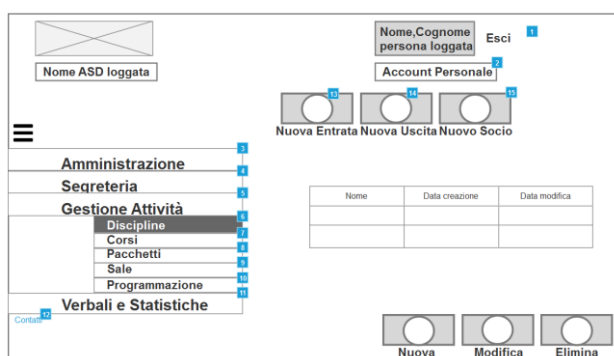 Nome,Cognome
persona loggata
Esci
1
2
Nome ASD loggata
Account Personale
13
14
15
Nuova Entrata
Nuova Uscita
Nuovo Socio
3
Amministrazione
4
Segreteria
5
Gestione Attività
6
Discipline
7
Corsi
8
Pacchetti
9
Sale
10
Programmazione
11
Verbali e Statistiche
12
Contatti
Nome
Data creazione
Data modifica
Nuova
Modifica
Elimina